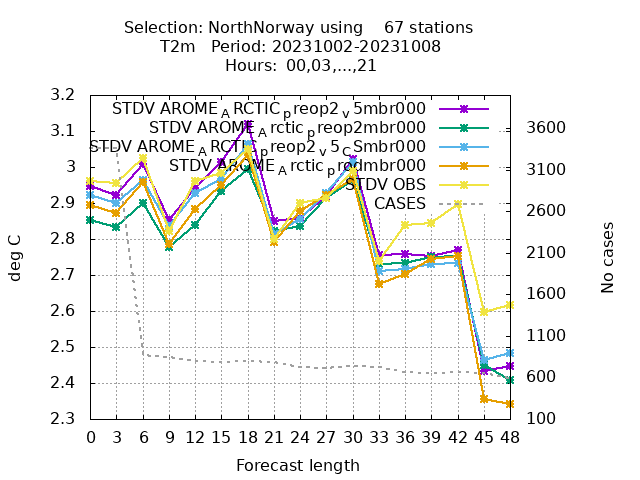 Selection: NorthNorway using 67 stations
T2m Period: 20231002-20231008
Hours: 00,03,...,21
STDV AROME_ARCTIC_preop2_v5mbr000
STDV AROME_Arctic_preop2mbr000
STDV AROME_ARCTIC_preop2_v5_CSmbr000
STDV AROME_Arctic_prodmbr000
STDV OBS
CASES
3.2
3.1
3
2.9
2.8
2.7
2.6
2.5
2.4
2.3
3600
3100
2600
2100
1600
1100
600
100
deg C
No cases
0 3 6 9 12 15 18 21 24 27 30 33 36 39 42 45 48
Forecast length